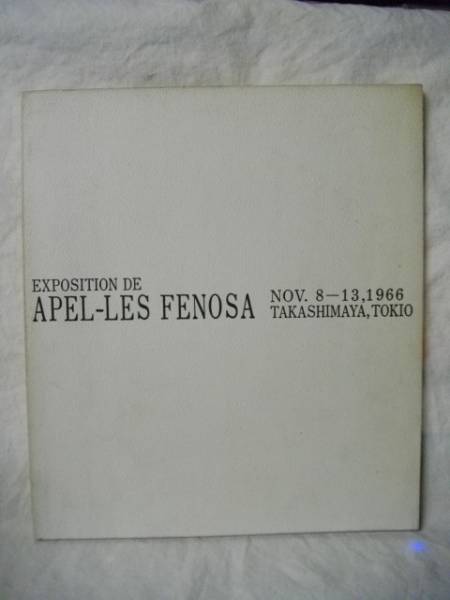 EXPOSITION DE
APEL-LES FENOSA
NOV. 8—13,1966
TAKASHIMAYA,TOKIO